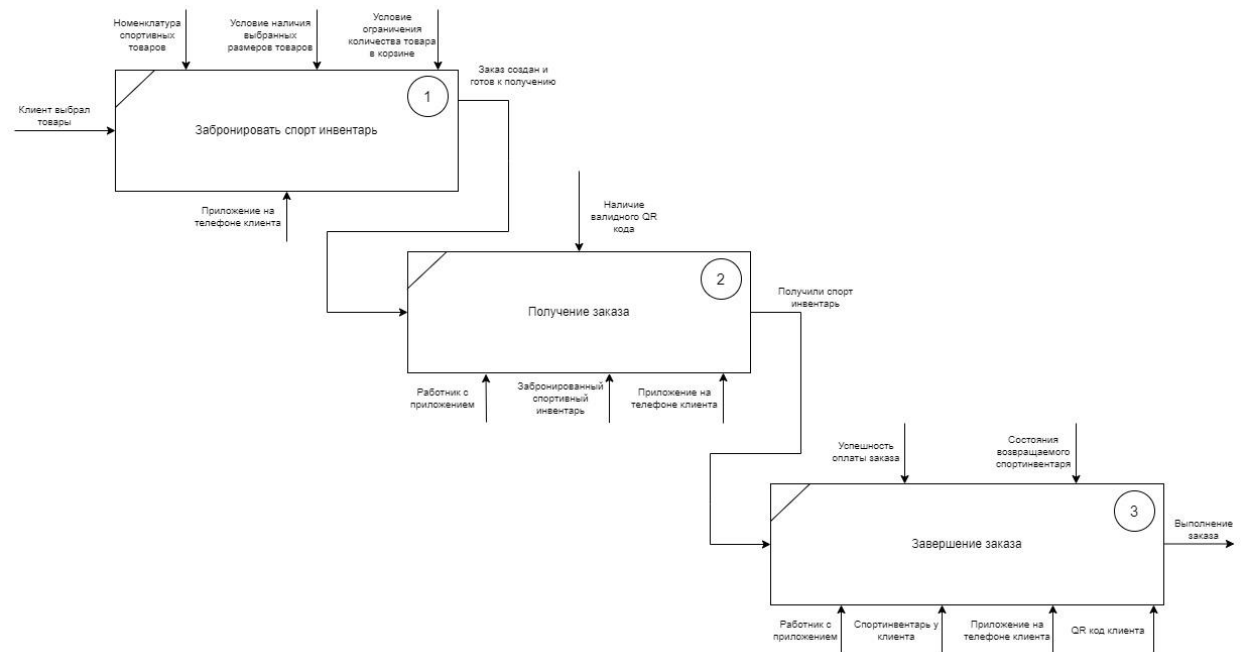 Номенклатура
спортивных
товаров
Условие наличия
выбранных
размеров товаров
Условие
ограничения
количества товара
в корзине
Заказ создан и
готов к получению
1
Клиент выбрал
товары
Забронировать спорт инвентарь
Приложение на
телефоне клиента
Наличие
валидного QR
кода
2
Получение заказа
Получили спорт
инвентарь
Работник с
приложением
Забронированный
спортивный
инвентарь
Приложение на
телефоне клиента
Успешность
оплаты заказа
Состояния
возвращаемого
спортинвентаря
3
Завершение заказа
Выполнение
заказа
Работник с
приложением
Спортинвентарь у
клиента
Приложение на
телефоне клиента
QR код клиента